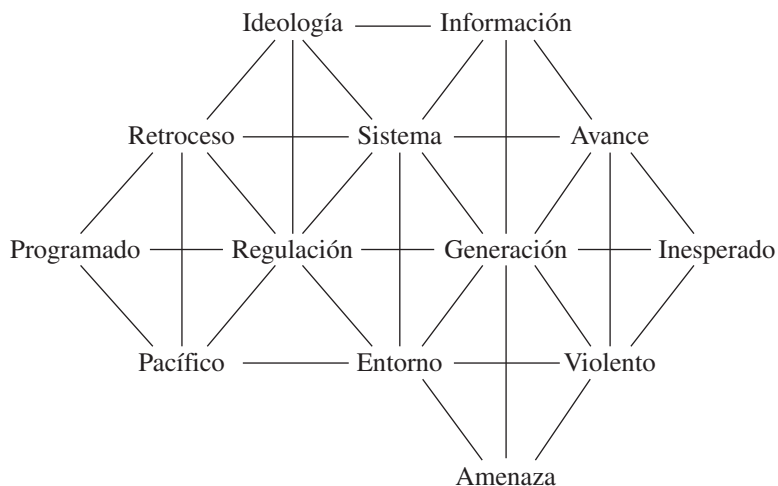 Ideología Información
Retroceso Sistema Avance
Programado Regulación Generación Inesperado
Pacífico Entorno Violento
Amenaza